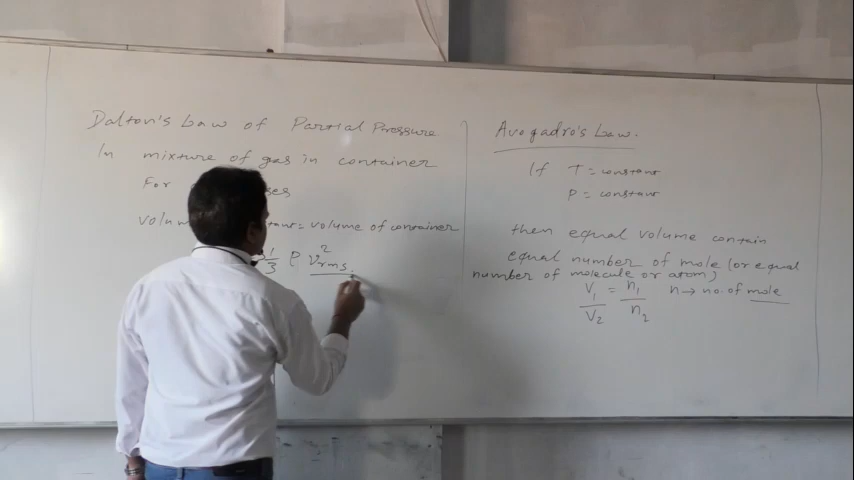 Dalton's Law of Partial Pressure
In mixture of gas in container
For
Volum = volume of container
1/3 ρ v²rms.
Avogadro's Law.
If T = constant
P = constant
then equal volume contain
equal number of mole (or equal
number of molecule or atom)
V₁/V₂ = n₁/n₂ n → no. of mole